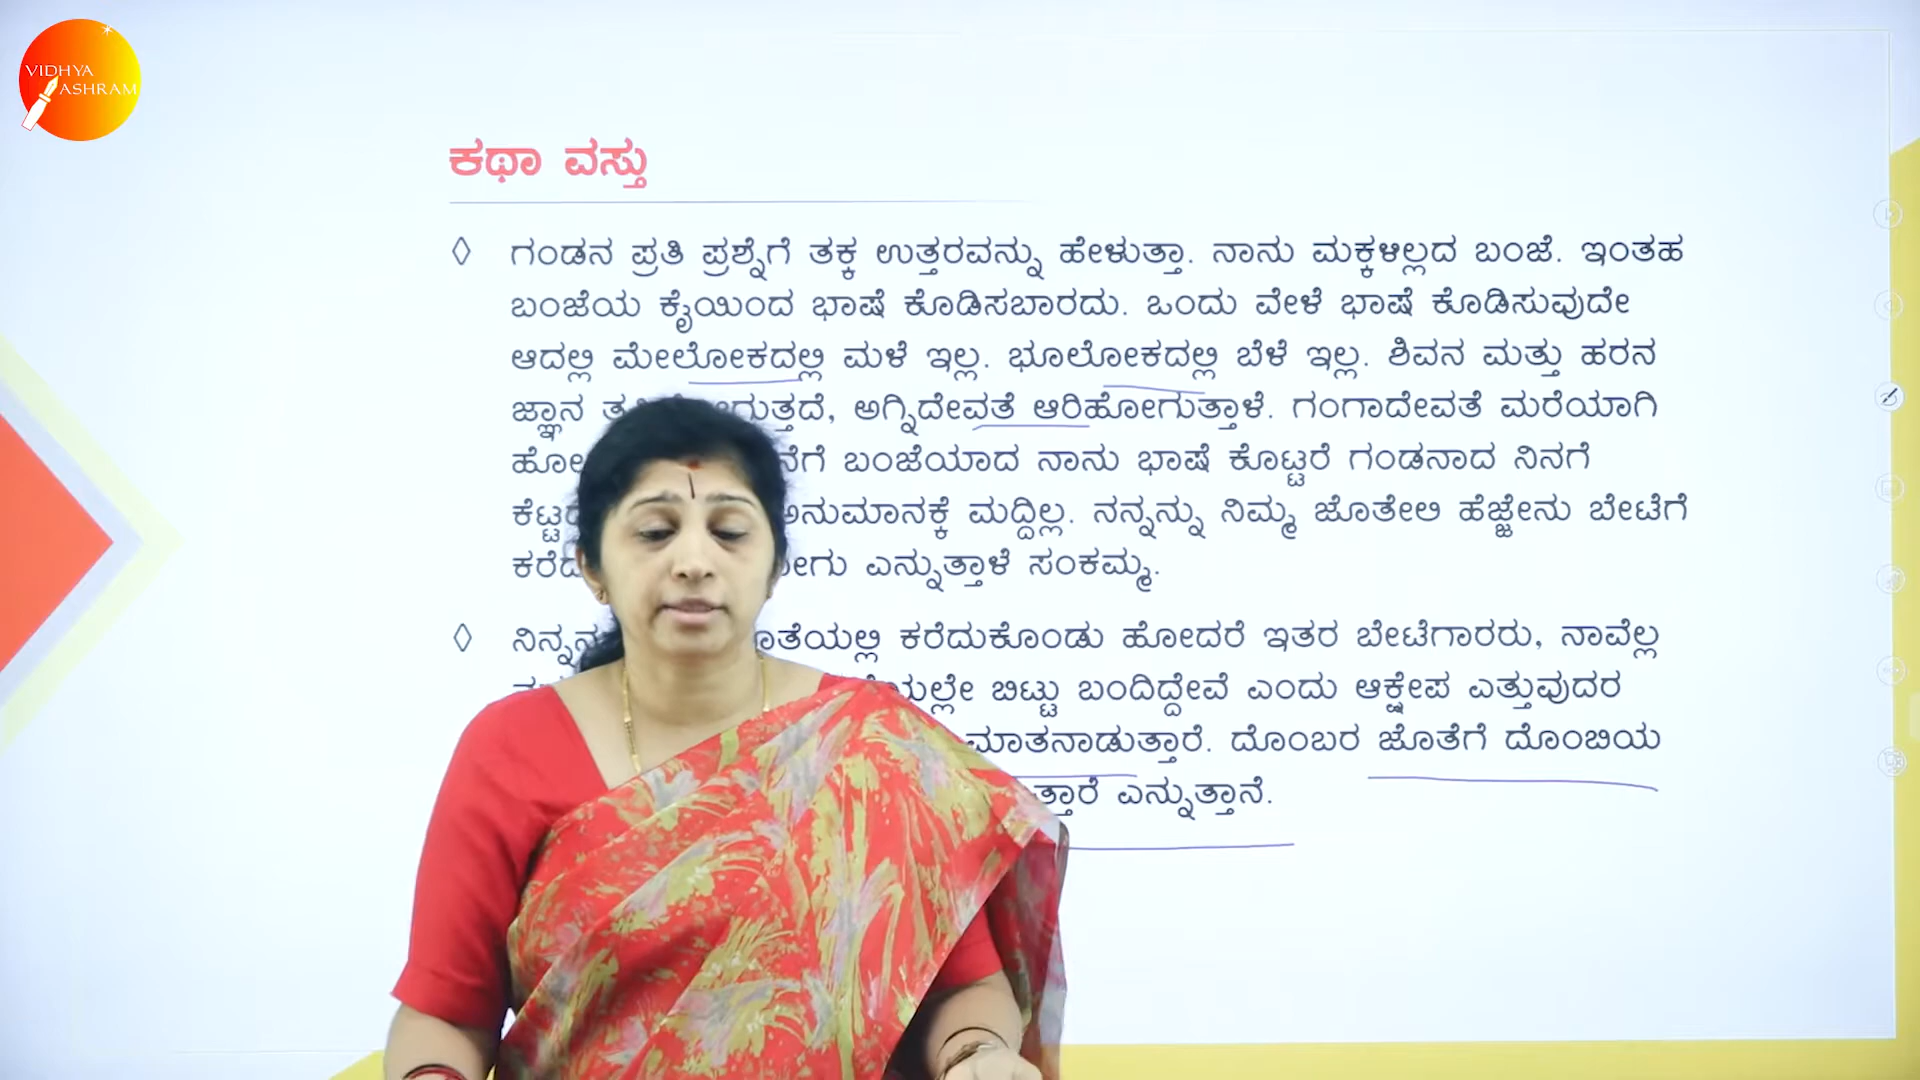 VIDHYA
ASHRAM
ಕಥಾ ವಸ್ತು
ಗಂಡನ ಪ್ರತಿ ಪ್ರಶ್ನೆಗೆ ತಕ್ಕ ಉತ್ತರವನ್ನು ಹೇಳುತ್ತಾ. ನಾನು ಮಕ್ಕಳಿಲ್ಲದ ಬಂಜೆ. ಇಂತಹ
ಬಂಜೆಯ ಕೈಯಿಂದ ಭಾಷೆ ಕೊಡಿಸಬಾರದು. ಒಂದು ವೇಳೆ ಭಾಷೆ ಕೊಡಿಸುವುದೇ
ಆದಲ್ಲಿ ಮೇಲೋಕದಲ್ಲಿ ಮಳೆ ಇಲ್ಲ. ಭೂಲೋಕದಲ್ಲಿ ಬೆಳೆ ಇಲ್ಲ. ಶಿವನ ಮತ್ತು ಹರನ
ಜ್ಞಾನ ಅಗ್ನಿದೇವತೆ ಆರಿಹೋಗುತ್ತಾಳೆ. ಗಂಗಾದೇವತೆ ಮರೆಯಾಗಿ
ಬಂಜೆಯಾದ ನಾನು ಭಾಷೆ ಕೊಟ್ಟರೆ ಗಂಡನಾದ ನಿನಗೆ
ಅನುಮಾನಕ್ಕೆ ಮದ್ದಿಲ್ಲ. ನನ್ನನ್ನು ನಿಮ್ಮ ಜೊತೇಲಿ ಹೆಜ್ಜೇನು ಬೇಟೆಗೆ
ಎನ್ನುತ್ತಾಳೆ ಸಂಕಮ್ಮ.
ಕರೆದುಕೊಂಡು ಹೋದರೆ ಇತರ ಬೇಟೆಗಾರರು, ನಾವೆಲ್ಲ
ಬಿಟ್ಟು ಬಂದಿದ್ದೇವೆ ಎಂದು ಆಕ್ಷೇಪ ಎತ್ತುವುದರ
ಮಾತನಾಡುತ್ತಾರೆ. ದೊಂಬರ ಜೊತೆಗೆ ದೊಂಬಿಯ
ಎನ್ನುತ್ತಾನೆ.